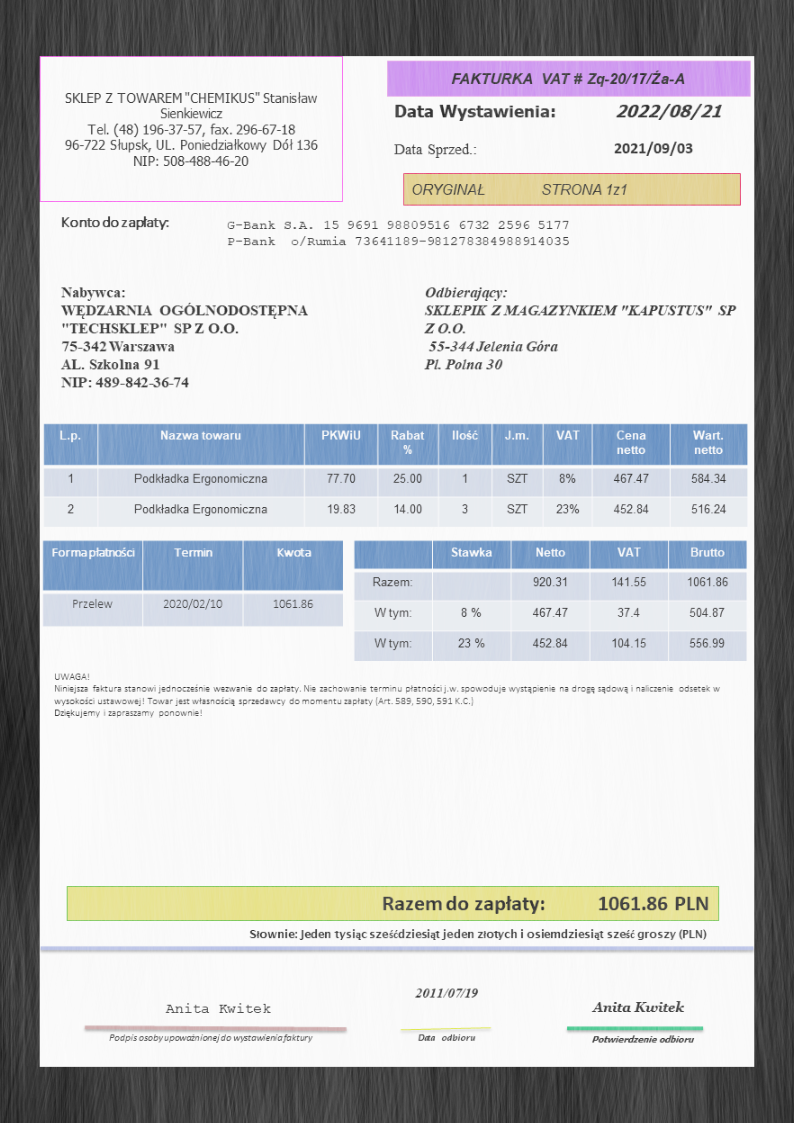 SKLEP Z TOWAREM "CHEMIKUS" Stanisław
Sienkiewicz
Tel. (48) 196-37-57, fax. 296-67-18
96-722 Słupsk, UL. Poniedziałkowy Dół 136
NIP: 508-488-46-20
FAKTURKA VAT # Zq-20/17/Ża-A
Data Wystawienia: 2022/08/21
Data Sprzed.: 2021/09/03
ORYGINAŁ STRONA 1z1
Konto do zapłaty: G-Bank S.A. 15 9691 98809516 6732 2596 5177
P-Bank o/Rumia 73641189-981278384988914035
Nabywca:
WĘDZARNIA OGÓLNODOSTĘPNA
"TECHSKLEP" SP Z O.O.
75-342 Warszawa
AL. Szkolna 91
NIP: 489-842-36-74
Odbierający:
SKLEPIK Z MAGAZYNKIEM "KAPUSTUS" SP
Z O.O.
55-344 Jelenia Góra
Pl. Polna 30
L.p. Nazwa towaru PKWiU Rabat % Ilość J.m. VAT Cena netto Wart. netto
1 Podkładka Ergonomiczna 77.70 25.00 1 SZT 8% 467.47 584.34
2 Podkładka Ergonomiczna 19.83 14.00 3 SZT 23% 452.84 516.24
Forma płatności Termin Kwota
Przelew 2020/02/10 1061.86
Stawka Netto VAT Brutto
Razem: 920.31 141.55 1061.86
W tym: 8 % 467.47 37.4 504.87
W tym: 23 % 452.84 104.15 556.99
UWAGA!
Niniejsza faktura stanowi jednocześnie wezwanie do zapłaty. Nie zachowanie terminu płatności j.w. spowoduje wystąpienie na drogę sądową i naliczenie odsetek w
wysokości ustawowej! Towar jest własnością sprzedawcy do momentu zapłaty (Art. 589, 590, 591 K.C.)
Dziękujemy i zapraszamy ponownie!
Razem do zapłaty: 1061.86 PLN
Słownie: Jeden tysiąc sześćdziesiąt jeden złotych i osiemdziesiąt sześć groszy (PLN)
Anita Kwitek
Podpis osoby upoważnionej do wystawienia faktury
2011/07/19
Data odbioru
Anita Kwitek
Potwierdzenie odbioru